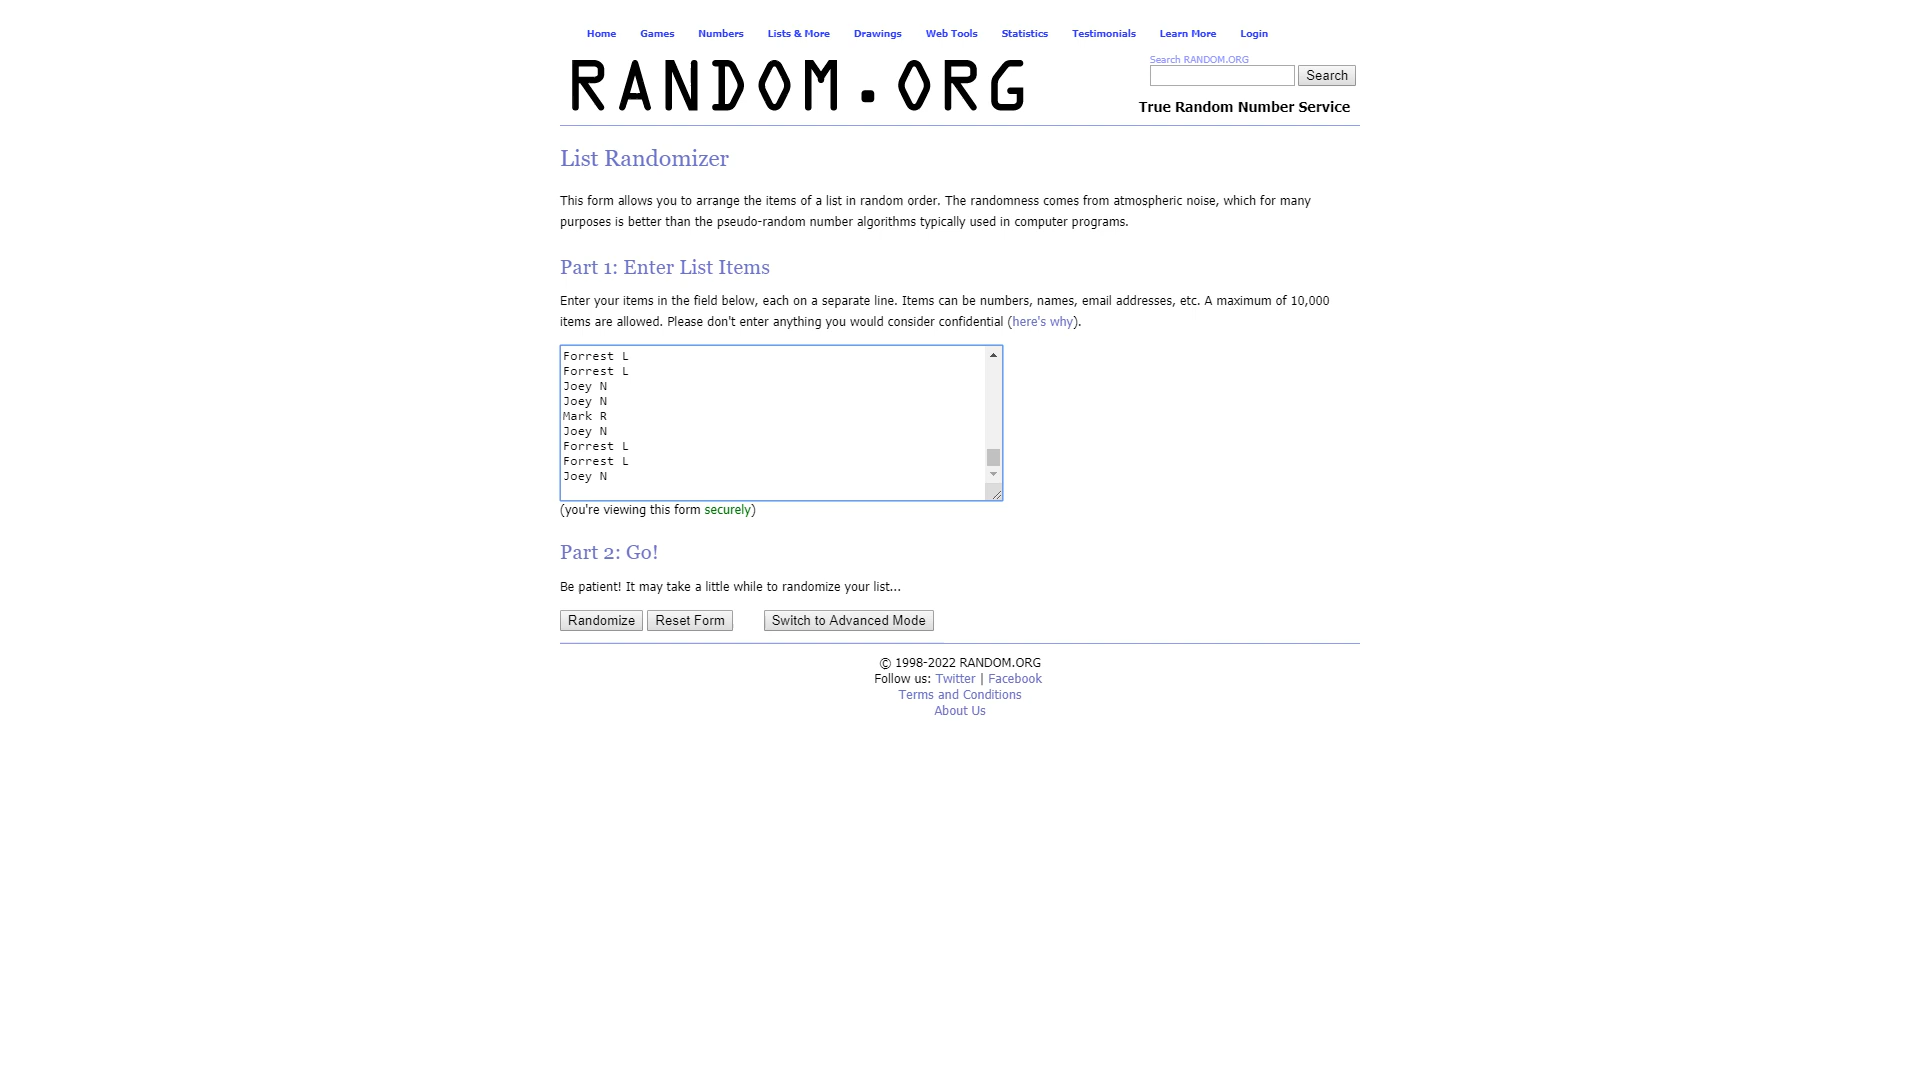 Home Games Numbers Lists & More Drawings Web Tools Statistics Testimonials Learn More Login
RANDOM.ORG
Search RANDOM.ORG
Search
True Random Number Service
List Randomizer
This form allows you to arrange the items of a list in random order. The randomness comes from atmospheric noise, which for many
purposes is better than the pseudo-random number algorithms typically used in computer programs.
Part 1: Enter List Items
Enter your items in the field below, each on a separate line. Items can be numbers, names, email addresses, etc. A maximum of 10,000
items are allowed. Please don't enter anything you would consider confidential (here's why).
Forrest L
Forrest L
Joey N
Joey N
Mark R
Joey N
Forrest L
Forrest L
Joey N
(you're viewing this form securely)
Part 2: Go!
Be patient! It may take a little while to randomize your list...
Randomize Reset Form Switch to Advanced Mode
© 1998-2022 RANDOM.ORG
Follow us: Twitter | Facebook
Terms and Conditions
About Us